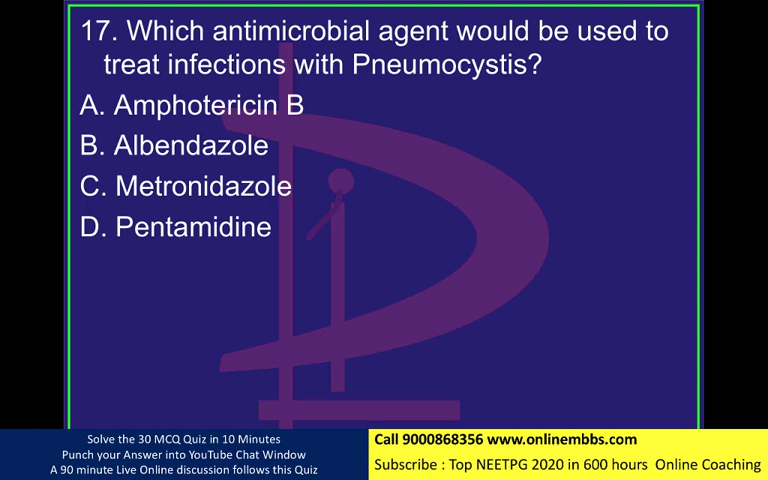 17. Which antimicrobial agent would be used to
treat infections with Pneumocystis?
A. Amphotericin B
B. Albendazole
C. Metronidazole
D. Pentamidine
Solve the 30 MCQ Quiz in 10 Minutes
Punch your Answer into YouTube Chat Window
A 90 minute Live Online discussion follows this Quiz
Call 9000868356 www.onlinembbs.com
Subscribe : Top NEETPG 2020 in 600 hours Online Coaching